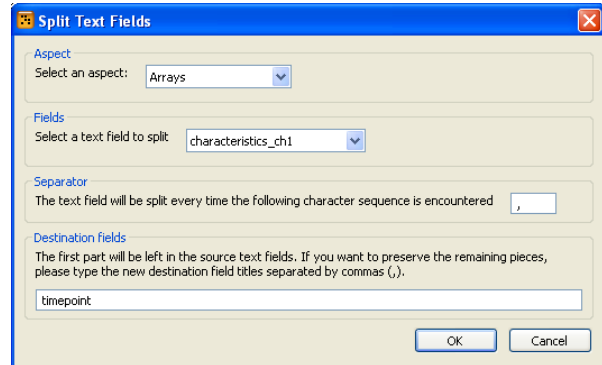 Split Text Fields
Aspect
Select an aspect: Arrays
Fields
Select a text field to split characteristics_ch1
Separator
The text field will be split every time the following character sequence is encountered ,
Destination fields
The first part will be left in the source text fields. If you want to preserve the remaining pieces,
please type the new destination field titles separated by commas (,).
timepoint
OK Cancel